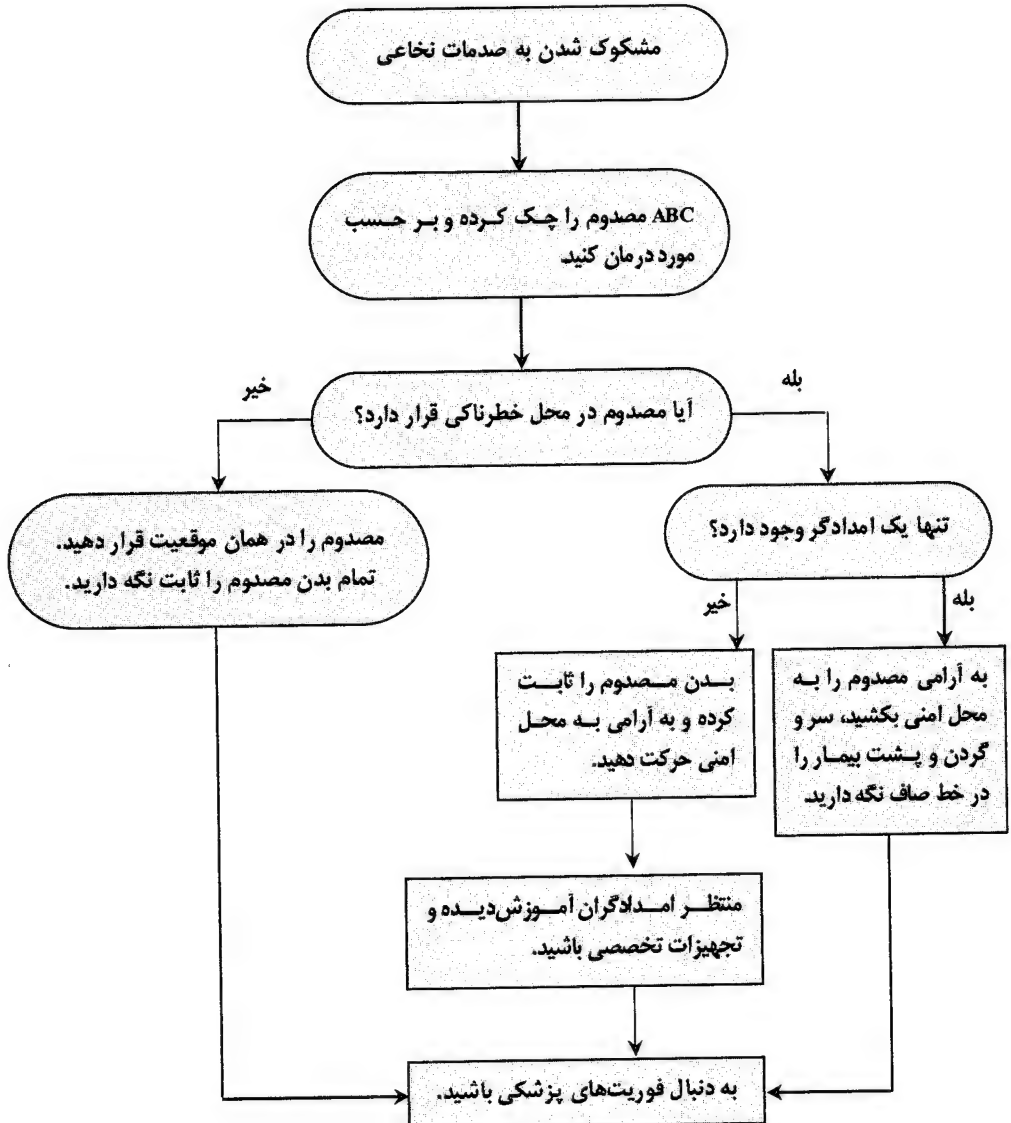 مشکوک شدن به صدمات نخاعی
ABC مصدوم را چک کرده و بر حسب
مورد درمان کنید.
آیا مصدوم در محل خطرناکی قرار دارد؟
بله
خیر
تنها یک امدادگر وجود دارد؟
مصدوم را در همان موقعیت قرار دهید.
تمام بدن مصدوم را ثابت نگه دارید.
بله
خیر
به آرامی مصدوم را به
محل امنی بکشید، سر و
گردن و پشت بیمار را
در خط صاف نگه دارید.
بدن مصدوم را ثابت
کرده و به آرامی به محل
امنی حرکت دهید.
منتظر امدادگران آموزش‌دیده و
تجهیزات تخصصی باشید.
به دنبال فوریت‌های پزشکی باشید.